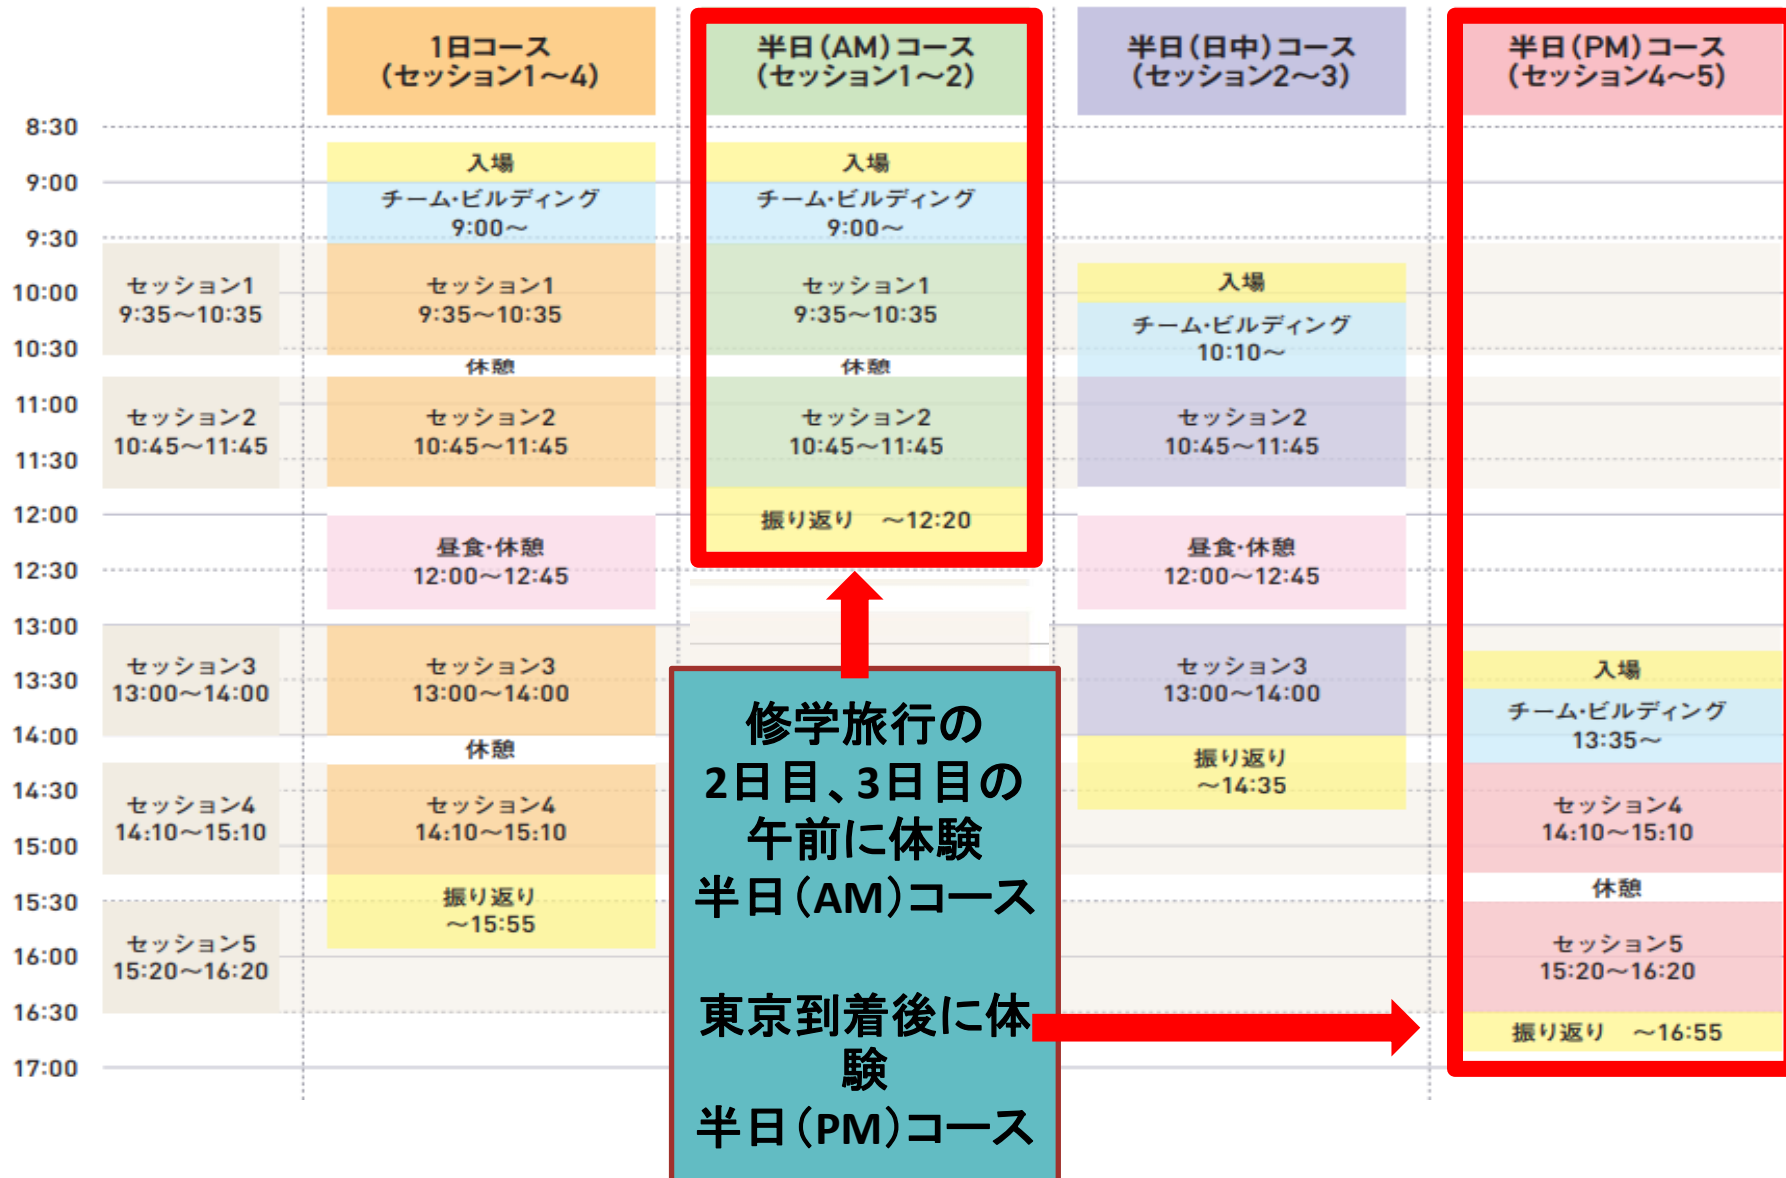 1日コース
(セッション1～4)
半日(AM)コース
(セッション1～2)
半日(日中)コース
(セッション2～3)
半日(PM)コース
(セッション4～5)
8:30
9:00
9:30
10:00
10:30
11:00
11:30
12:00
12:30
13:00
13:30
14:00
14:30
15:00
15:30
16:00
16:30
17:00
セッション1
9:35～10:35
セッション2
10:45～11:45
セッション3
13:00～14:00
セッション4
14:10～15:10
セッション5
15:20～16:20
入場
チーム・ビルディング
9:00～
セッション1
9:35～10:35
休憩
セッション2
10:45～11:45
昼食・休憩
12:00～12:45
セッション3
13:00～14:00
休憩
セッション4
14:10～15:10
振り返り
～15:55
入場
チーム・ビルディング
9:00～
セッション1
9:35～10:35
休憩
セッション2
10:45～11:45
振り返り ～12:20
修学旅行の
2日目、3日目の
午前に体験
半日(AM)コース
東京到着後に体
験
半日(PM)コース
入場
チーム・ビルディング
10:10～
セッション2
10:45～11:45
昼食・休憩
12:00～12:45
セッション3
13:00～14:00
振り返り
～14:35
入場
チーム・ビルディング
13:35～
セッション4
14:10～15:10
休憩
セッション5
15:20～16:20
振り返り ～16:55